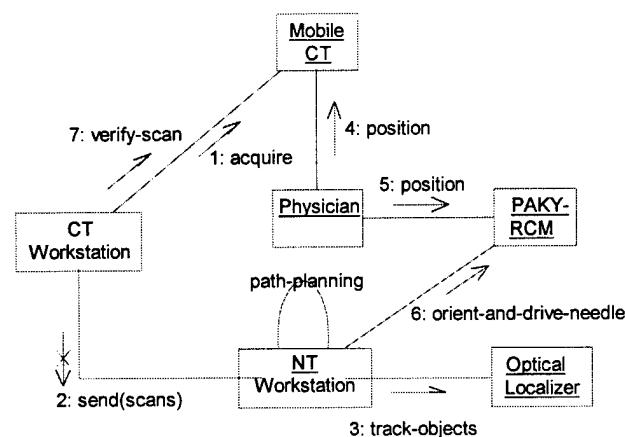 Mobile
CT
7: verify-scan
4: position
1: acquire
5: position
Physician
PAKY-
RCM
CT
Workstation
path-planning
6: orient-and-drive-needle
NT
Workstation
Optical
Localizer
2: send(scans)
3: track-objects